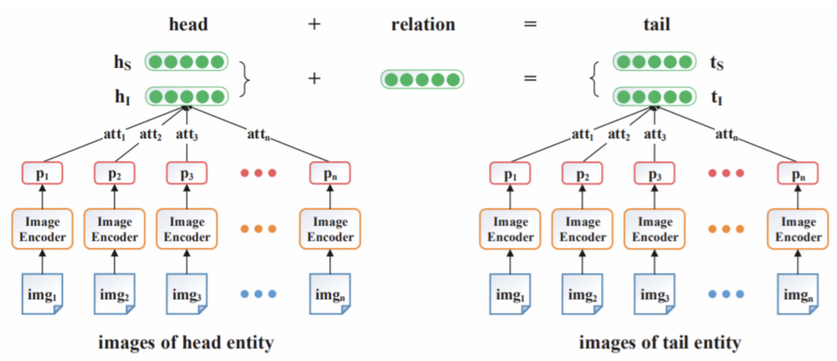 head + relation = tail
hS + = tS
hI tI
att1 att2 att3 attn att1 att2 att3 attn
p1 p2 p3 pn p1 p2 p3 pn
Image Encoder Image Encoder Image Encoder Image Encoder Image Encoder Image Encoder Image Encoder Image Encoder
img1 img2 img3 imgn img1 img2 img3 imgn
images of head entity images of tail entity